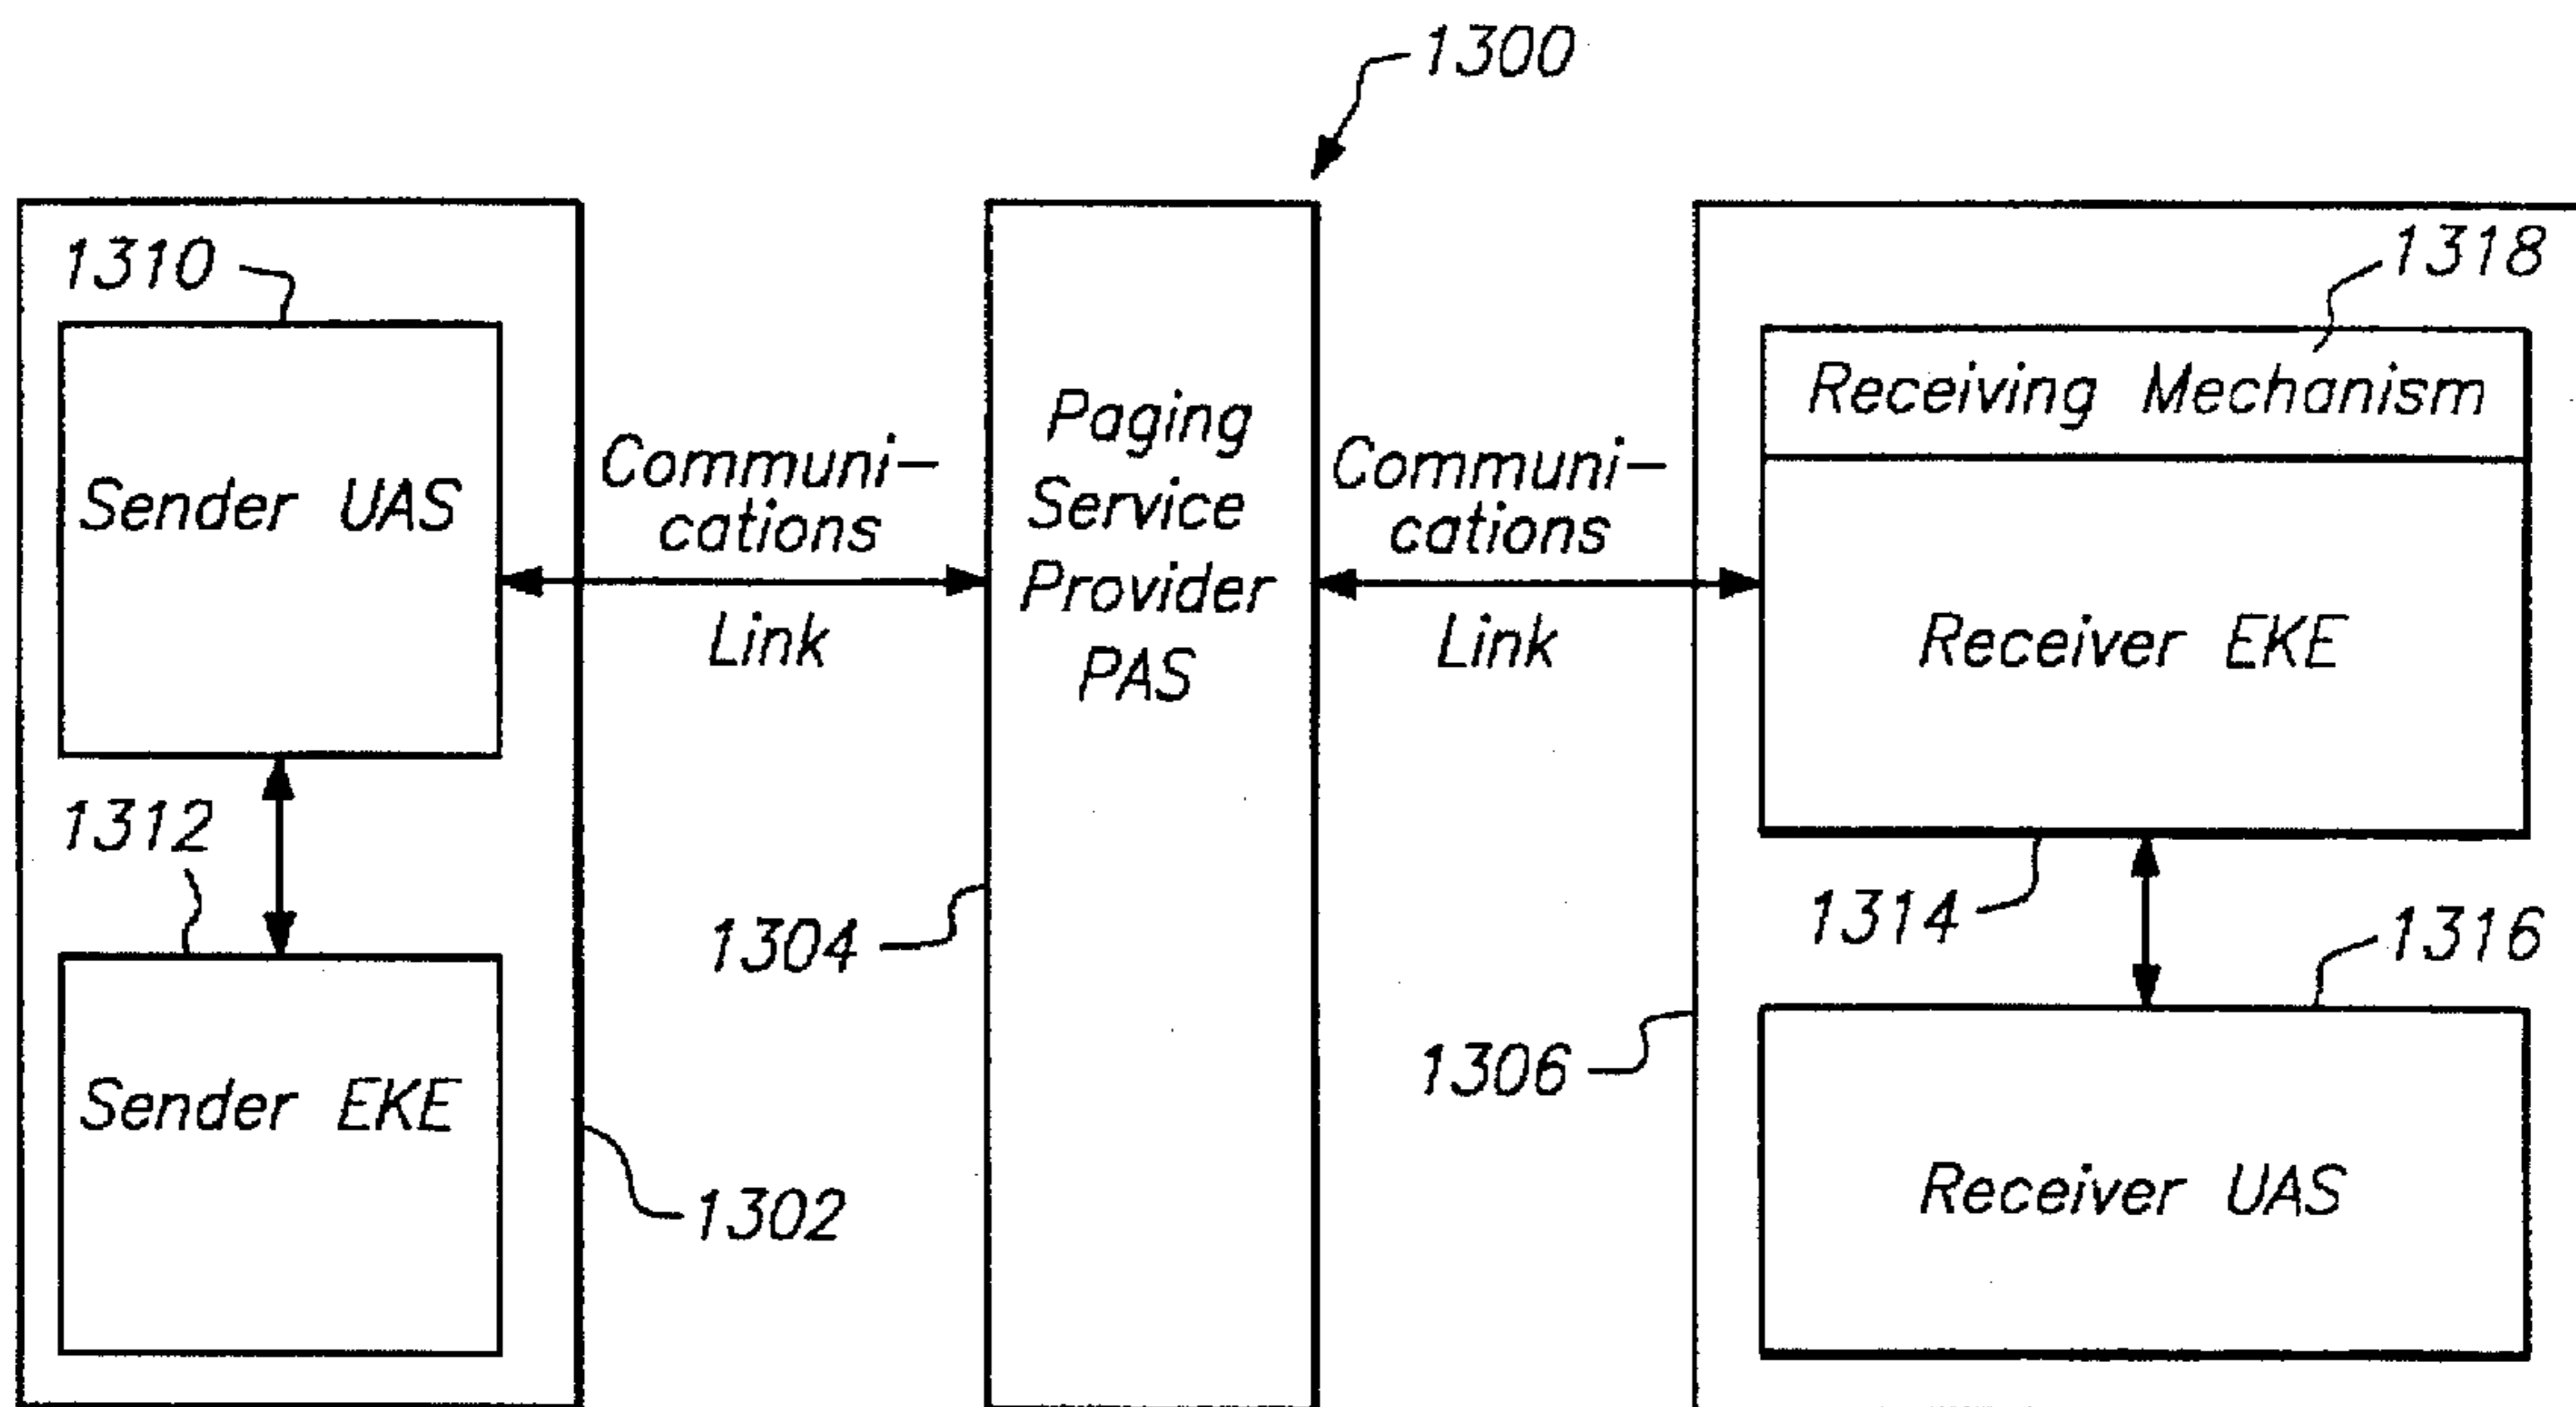 1300
1310
Sender UAS
1312
Sender EKE
1302
Communi-
cations
Link
Paging
Service
Provider
PAS
1304
Communi-
cations
Link
1318
Receiving Mechanism
Receiver EKE
1314
1316
1306
Receiver UAS